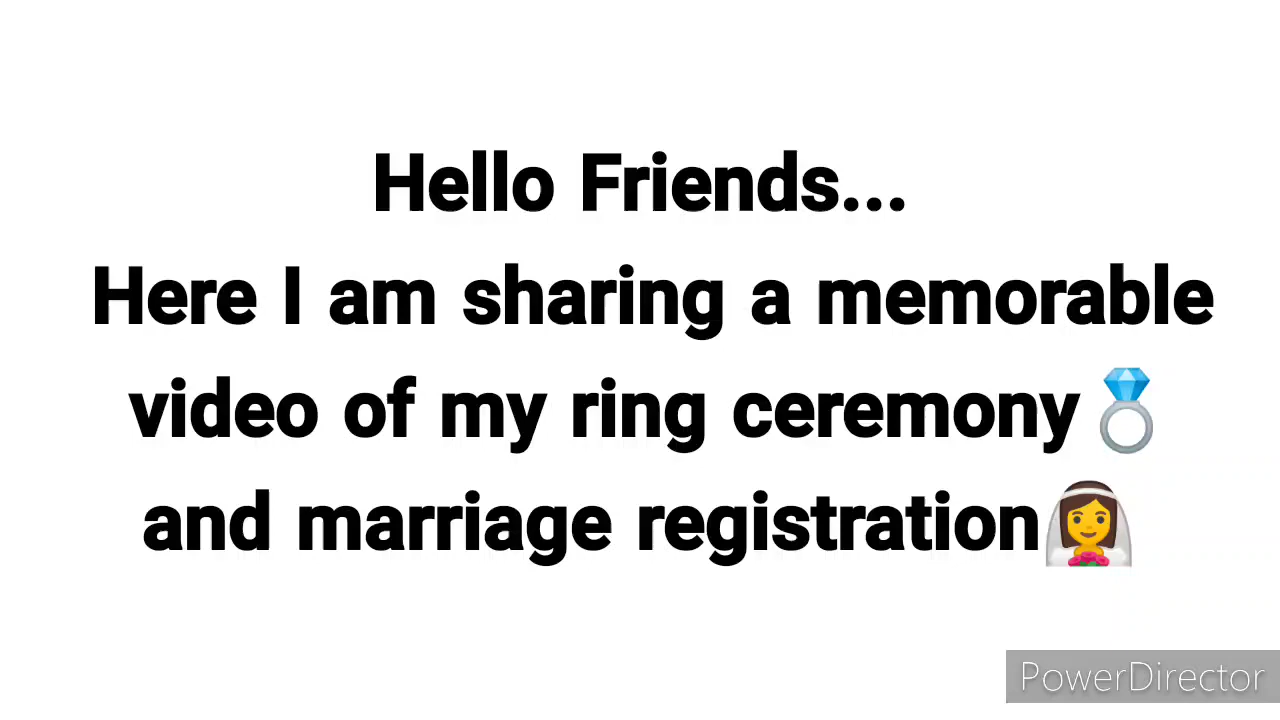 Hello Friends...
Here I am sharing a memorable
video of my ring ceremony💍
and marriage registration👰
PowerDirector